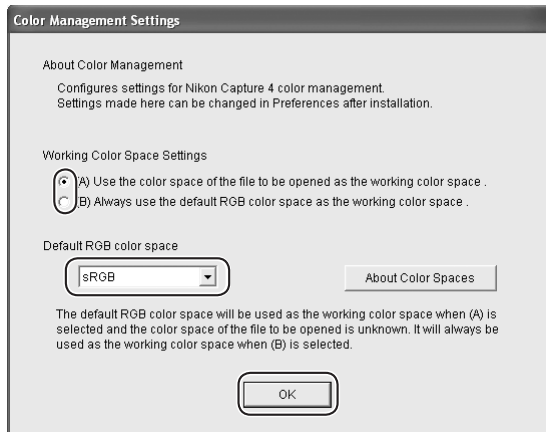 Color Management Settings
About Color Management
Configures settings for Nikon Capture 4 color management.
Settings made here can be changed in Preferences after installation.
Working Color Space Settings
(A) Use the color space of the file to be opened as the working color space .
(B) Always use the default RGB color space as the working color space .
Default RGB color space
sRGB
About Color Spaces
The default RGB color space will be used as the working color space when (A) is
selected and the color space of the file to be opened is unknown. It will always be
used as the working color space when (B) is selected.
OK